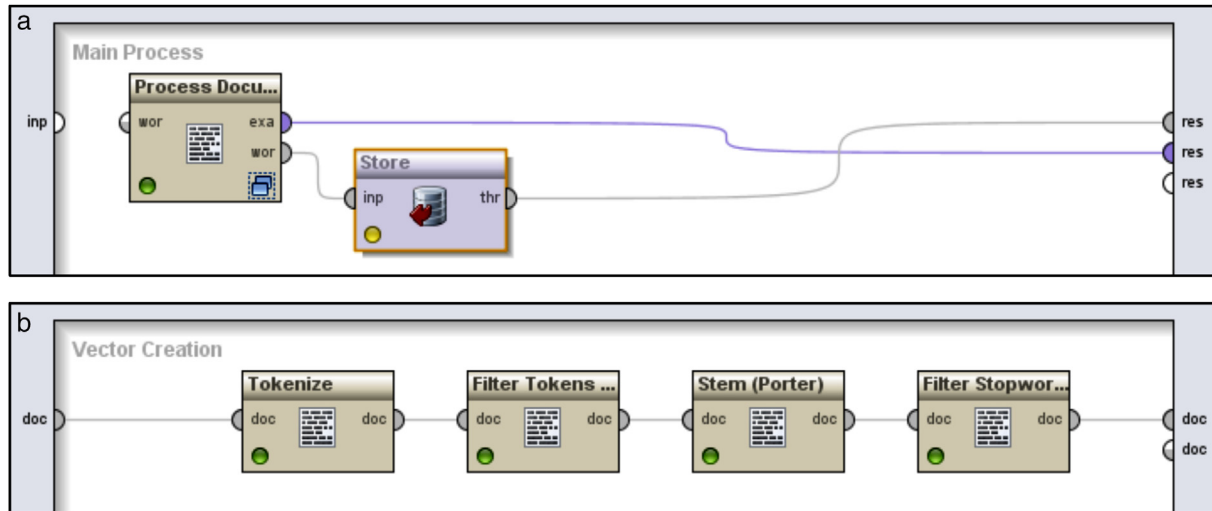 a
Main Process
Process Docu...
inp wor exa res
wor res
Store
res
inp thr
b
Vector Creation
Tokenize Filter Tokens ... Stem (Porter) Filter Stopwor...
doc doc doc doc doc doc doc doc doc doc
doc